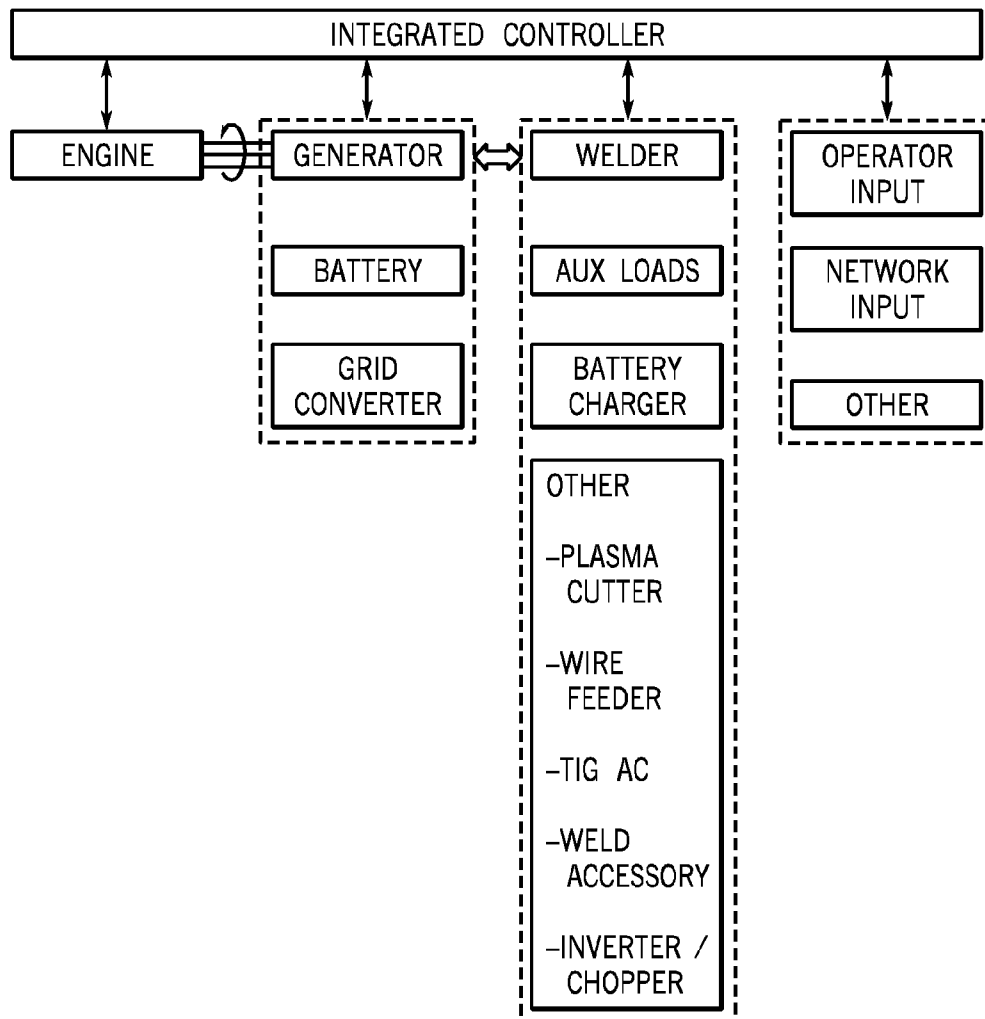 INTEGRATED CONTROLLER
ENGINE
GENERATOR
WELDER
OPERATOR
INPUT
BATTERY
AUX LOADS
NETWORK
INPUT
GRID
CONVERTER
BATTERY
CHARGER
OTHER
OTHER
–PLASMA
CUTTER
–WIRE
FEEDER
–TIG AC
–WELD
ACCESSORY
–INVERTER /
CHOPPER